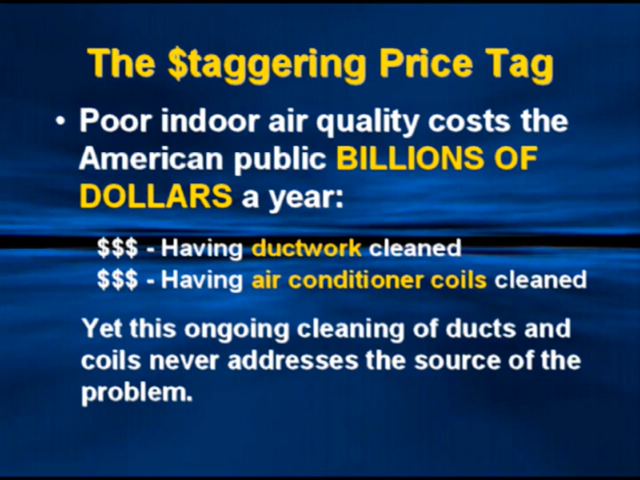 The $taggering Price Tag
• Poor indoor air quality costs the
American public BILLIONS OF
DOLLARS a year:
$$$ - Having ductwork cleaned
$$$ - Having air conditioner coils cleaned
Yet this ongoing cleaning of ducts and
coils never addresses the source of the
problem.